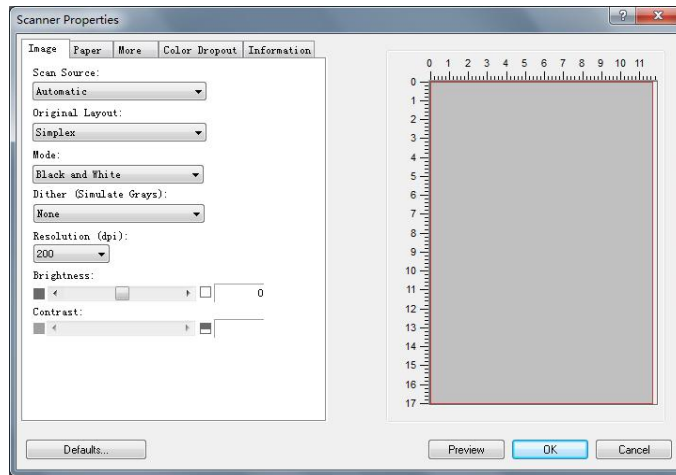 Scanner Properties
Image Paper More Color Dropout Information
Scan Source:
Automatic
Original Layout:
Simplex
Mode:
Black and White
Dither (Simulate Grays):
None
Resolution (dpi):
200
Brightness:
0
Contrast:
0 1 2 3 4 5 6 7 8 9 10 11
0
1
2
3
4
5
6
7
8
9
10
11
12
13
14
15
16
17
Defaults... Preview OK Cancel